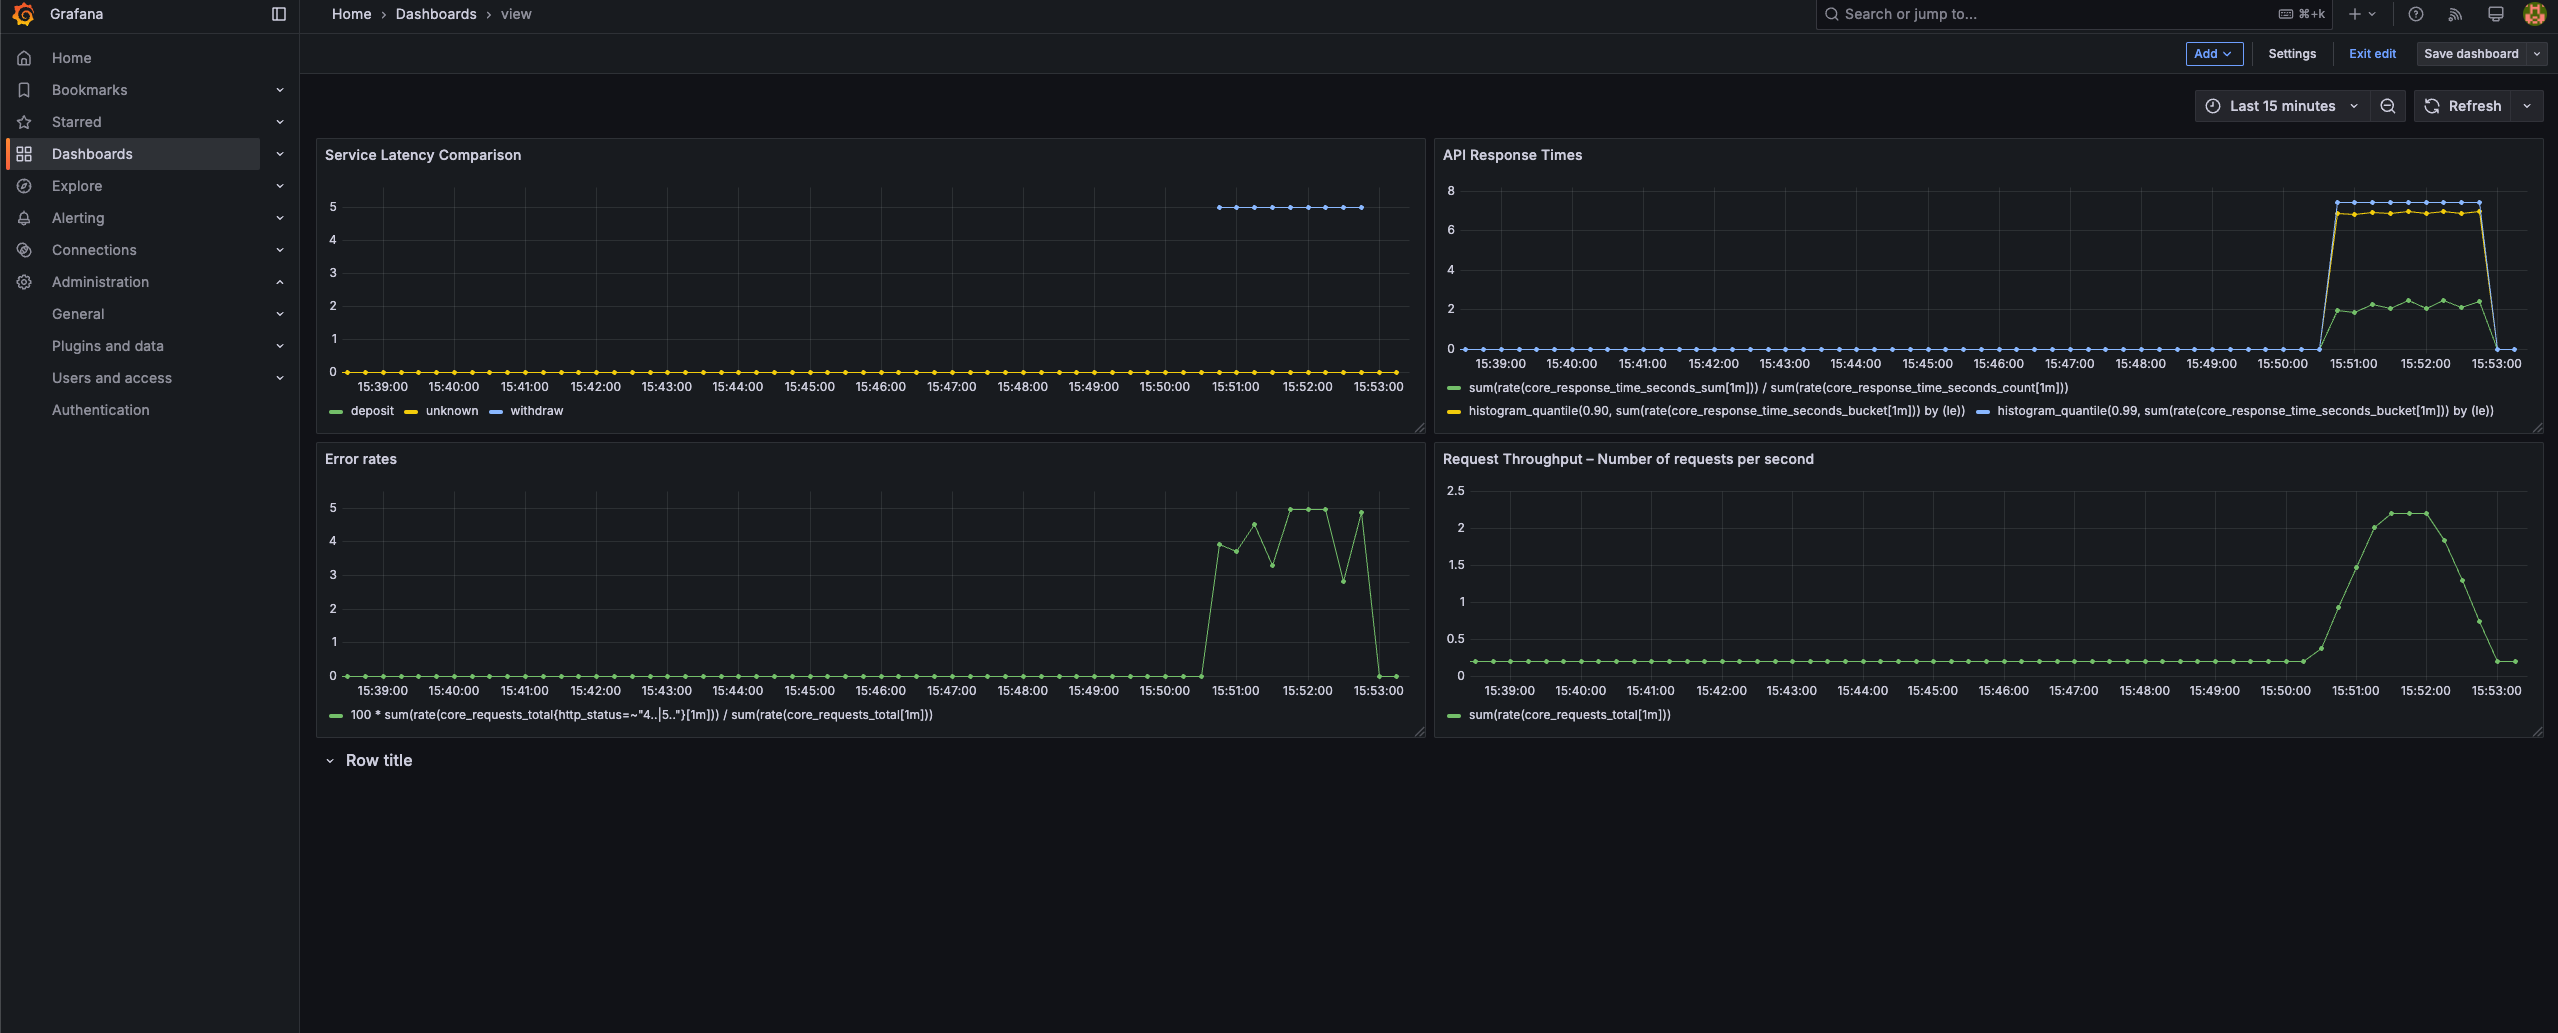 Grafana
Home › Dashboards › view
Search or jump to...
⌘+k
Add
Settings
Exit edit
Save dashboard
Last 15 minutes
Refresh
Home
Bookmarks
Starred
Dashboards
Explore
Alerting
Connections
Administration
General
Plugins and data
Users and access
Authentication
Service Latency Comparison
5
4
3
2
1
0
15:39:00 15:40:00 15:41:00 15:42:00 15:43:00 15:44:00 15:45:00 15:46:00 15:47:00 15:48:00 15:49:00 15:50:00 15:51:00 15:52:00 15:53:00
deposit unknown withdraw
API Response Times
8
6
4
2
0
15:39:00 15:40:00 15:41:00 15:42:00 15:43:00 15:44:00 15:45:00 15:46:00 15:47:00 15:48:00 15:49:00 15:50:00 15:51:00 15:52:00 15:53:00
sum(rate(core_response_time_seconds_sum[1m])) / sum(rate(core_response_time_seconds_count[1m]))
histogram_quantile(0.90, sum(rate(core_response_time_seconds_bucket[1m])) by (le)) histogram_quantile(0.99, sum(rate(core_response_time_seconds_bucket[1m])) by (le))
Error rates
5
4
3
2
1
0
15:39:00 15:40:00 15:41:00 15:42:00 15:43:00 15:44:00 15:45:00 15:46:00 15:47:00 15:48:00 15:49:00 15:50:00 15:51:00 15:52:00 15:53:00
100 * sum(rate(core_requests_total{http_status=~"4..|5.."}[1m])) / sum(rate(core_requests_total[1m]))
Request Throughput – Number of requests per second
2.5
2
1.5
1
0.5
0
15:39:00 15:40:00 15:41:00 15:42:00 15:43:00 15:44:00 15:45:00 15:46:00 15:47:00 15:48:00 15:49:00 15:50:00 15:51:00 15:52:00 15:53:00
sum(rate(core_requests_total[1m]))
Row title